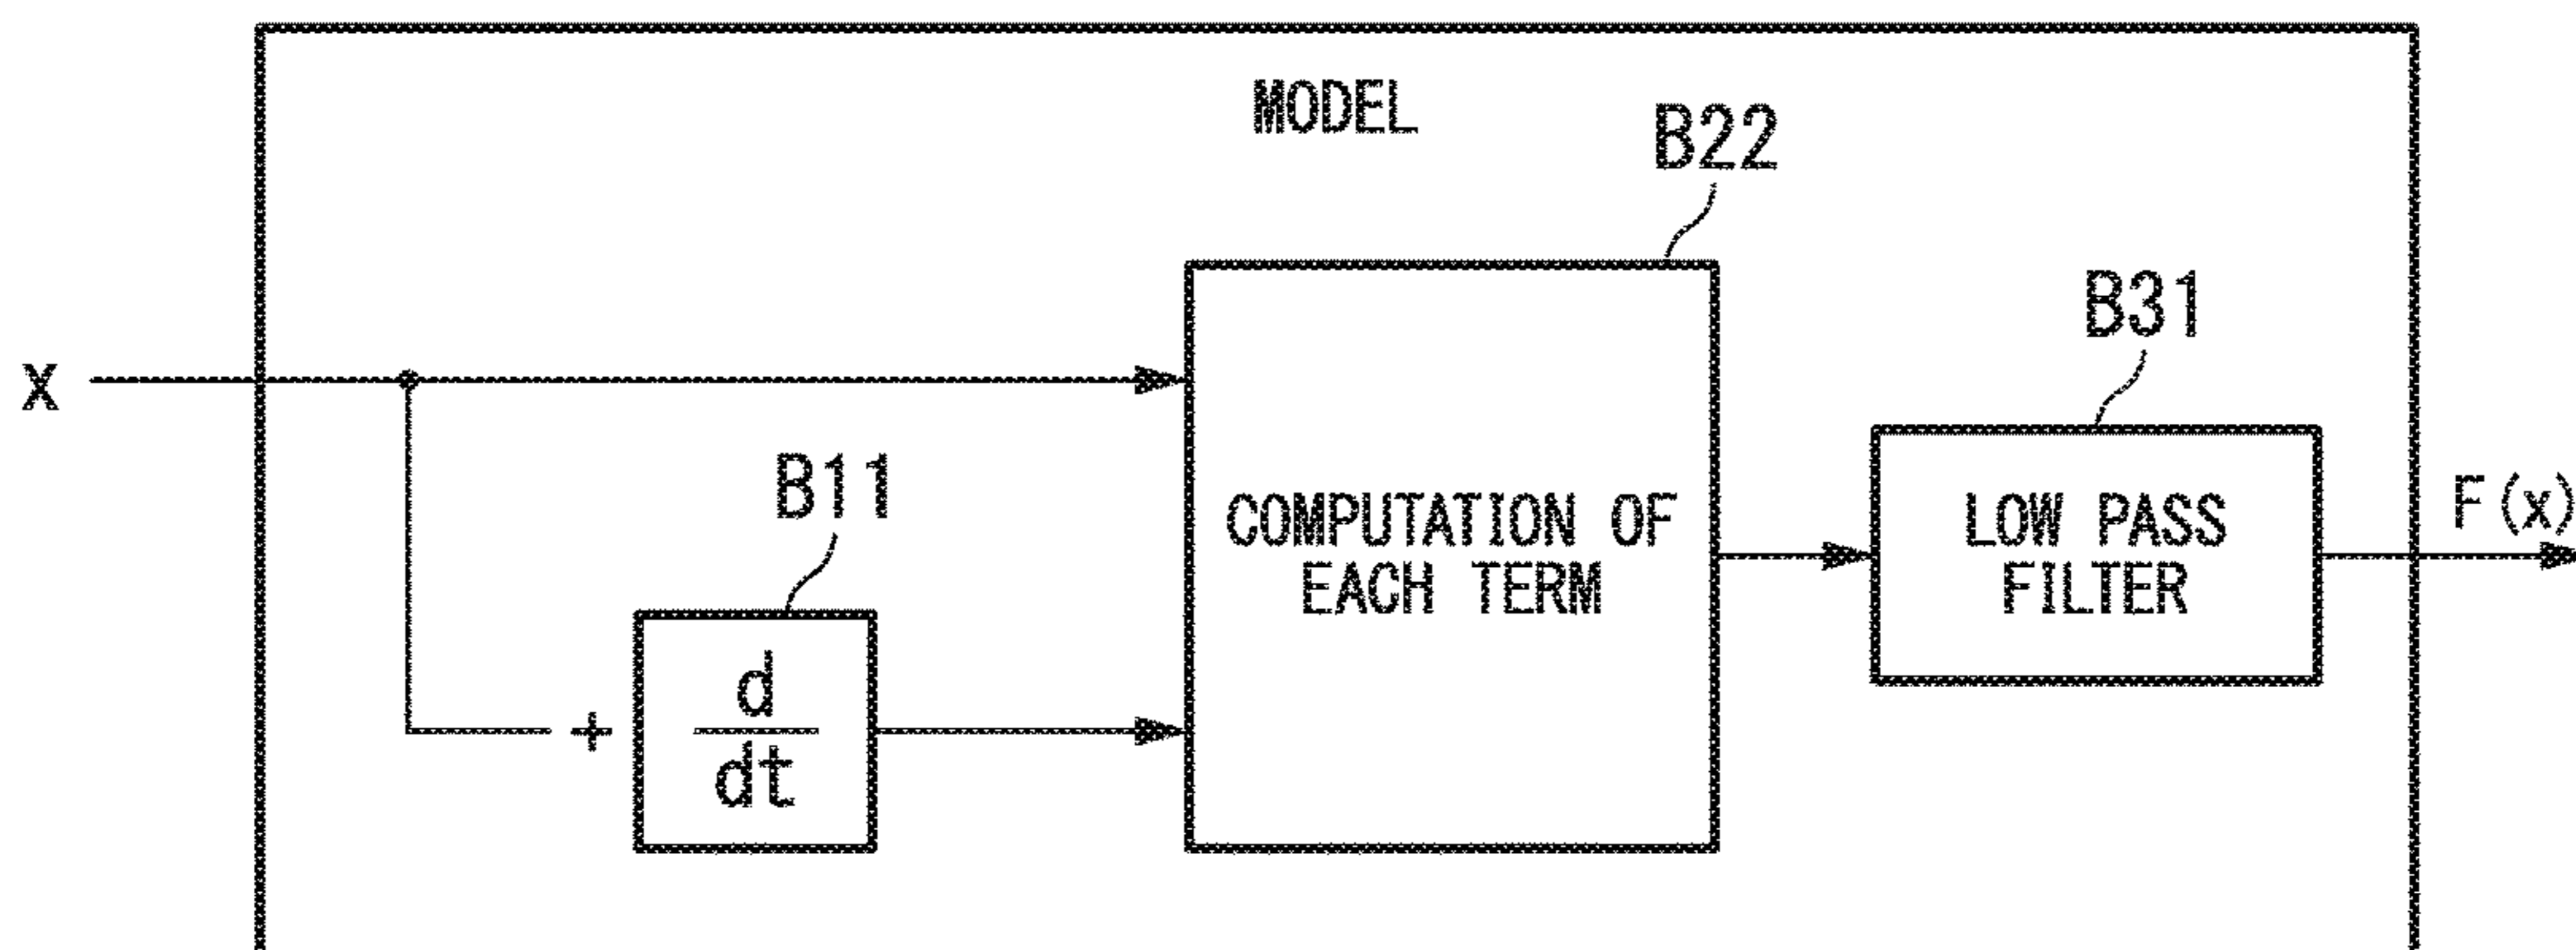 MODEL
B22
B31
X
B11
COMPUTATION OF
EACH TERM
LOW PASS
FILTER
F(x)
+
d
dt